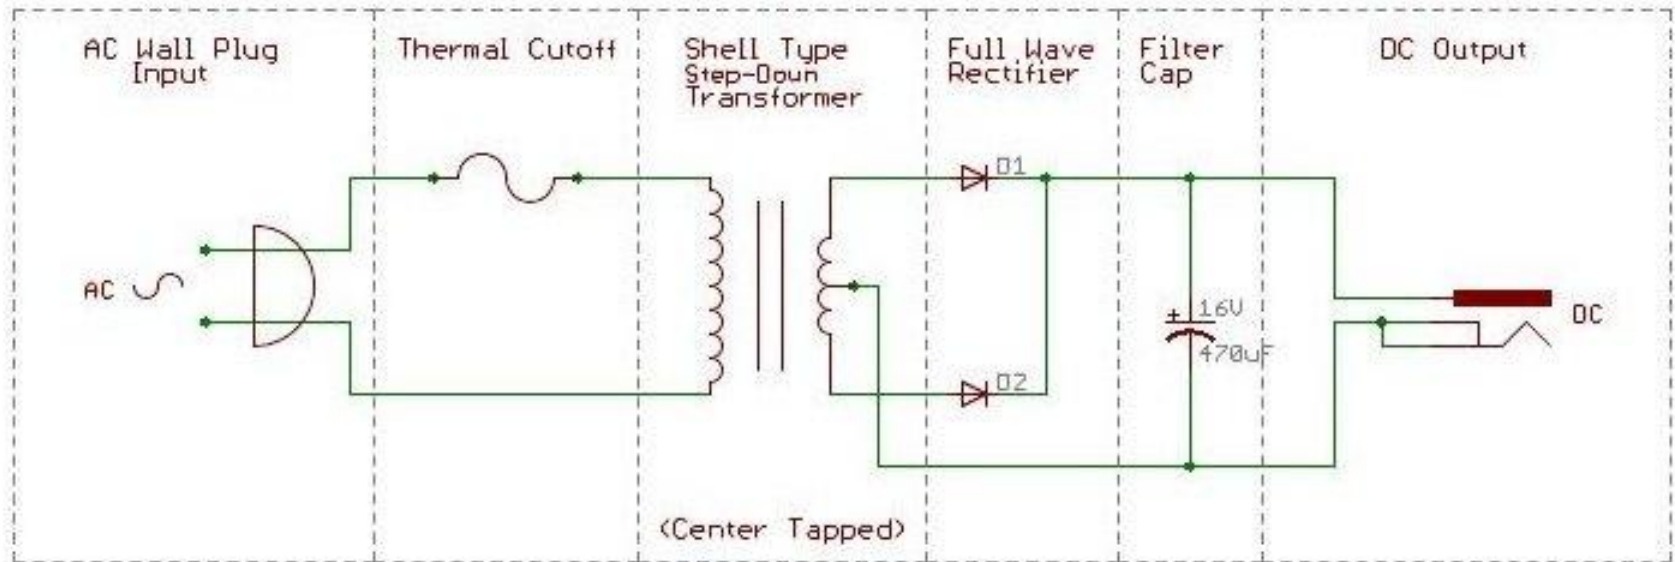 AC Wall Plug
Input
Thermal Cutoff
Shell Type
Step-Down
Transformer
Full Wave
Rectifier
Filter
Cap
DC Output
D1
AC
+
16V
470uF
DC
D2
(Center Tapped)